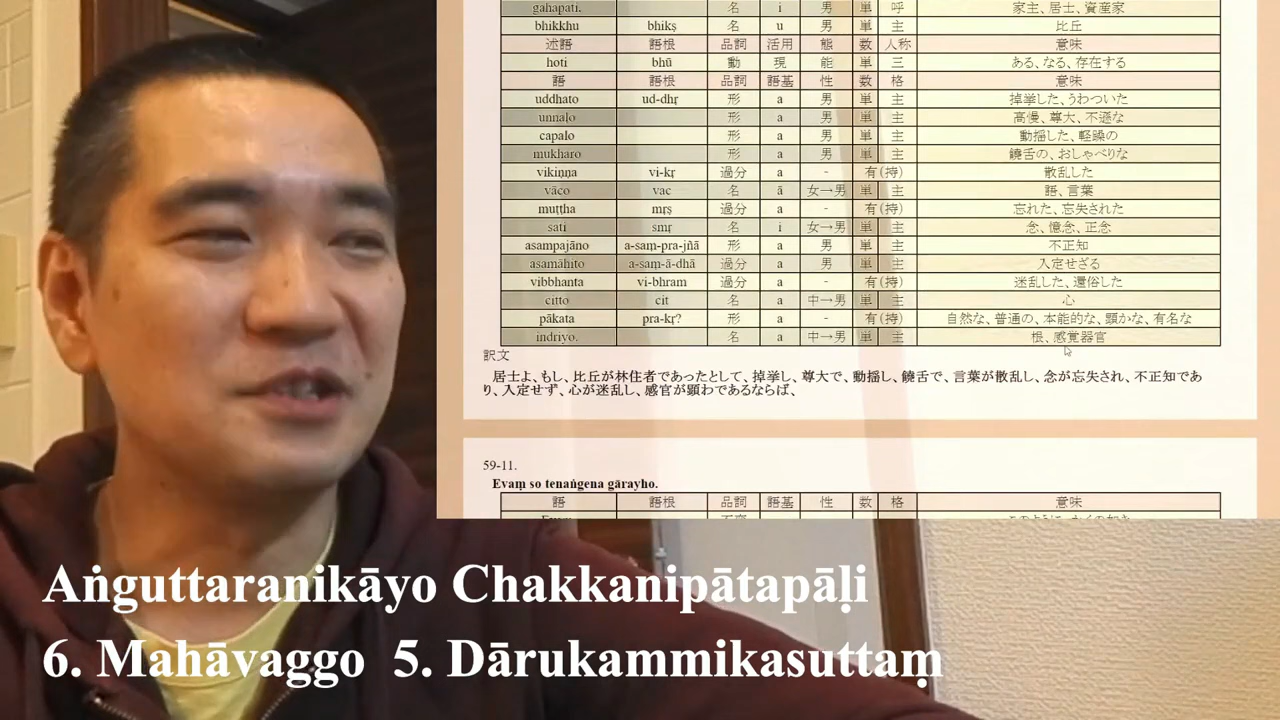 gahapati. 名 i 男 単 呼 家主、居士、資産家
bhikkhu bhikṣ 名 u 男 単 主 比丘
述語 語根 品詞 活用 態 数 人称 意味
hoti bhū 動 現 能 単 三 ある、なる、存在する
語 語根 品詞 語基 性 数 格 意味
uddhato ud-dhṛ 形 a 男 単 主 掉挙した、うわついた
unnaḷo 形 a 男 単 主 高慢、尊大、不遜な
capalo 形 a 男 単 主 動揺した、軽躁の
mukharo 形 a 男 単 主 饒舌の、おしゃべりな
vikiṇṇa vi-kṛ 過分 a - 有(持) 散乱した
vāco vac 名 ā 女→男 単 主 語、言葉
muṭṭha mṛṣ 過分 a - 有(持) 忘れた、忘失された
sati smṛ 名 i 女→男 単 主 念、憶念、正念
asampajāno a-saṃ-pra-jñā 形 a 男 単 主 不正知
asamāhito a-saṃ-ā-dhā 過分 a 男 単 主 入定せざる
vibbhanta vi-bhram 過分 a - 有(持) 迷乱した、還俗した
citto cit 名 a 中→男 単 主 心
pākata pra-kṛ? 形 a - 有(持) 自然な、普通の、本能的な、顕かな、有名な
indriyo. 名 a 中→男 単 主 根、感覚器官
訳文
居士よ、もし、比丘が林住者であったとして、掉挙し、尊大で、動揺し、饒舌で、言葉が散乱し、念が忘失され、不正知であ
り、入定せず、心が迷乱し、感官が顕わであるならば、
59-11.
Evaṃ so tenaṅgena gārayho.
語 語根 品詞 語基 性 数 格 意味
Aṅguttaranikāyo Chakkanipātapāḷi
6. Mahāvaggo 5. Dārukammikasuttaṃ